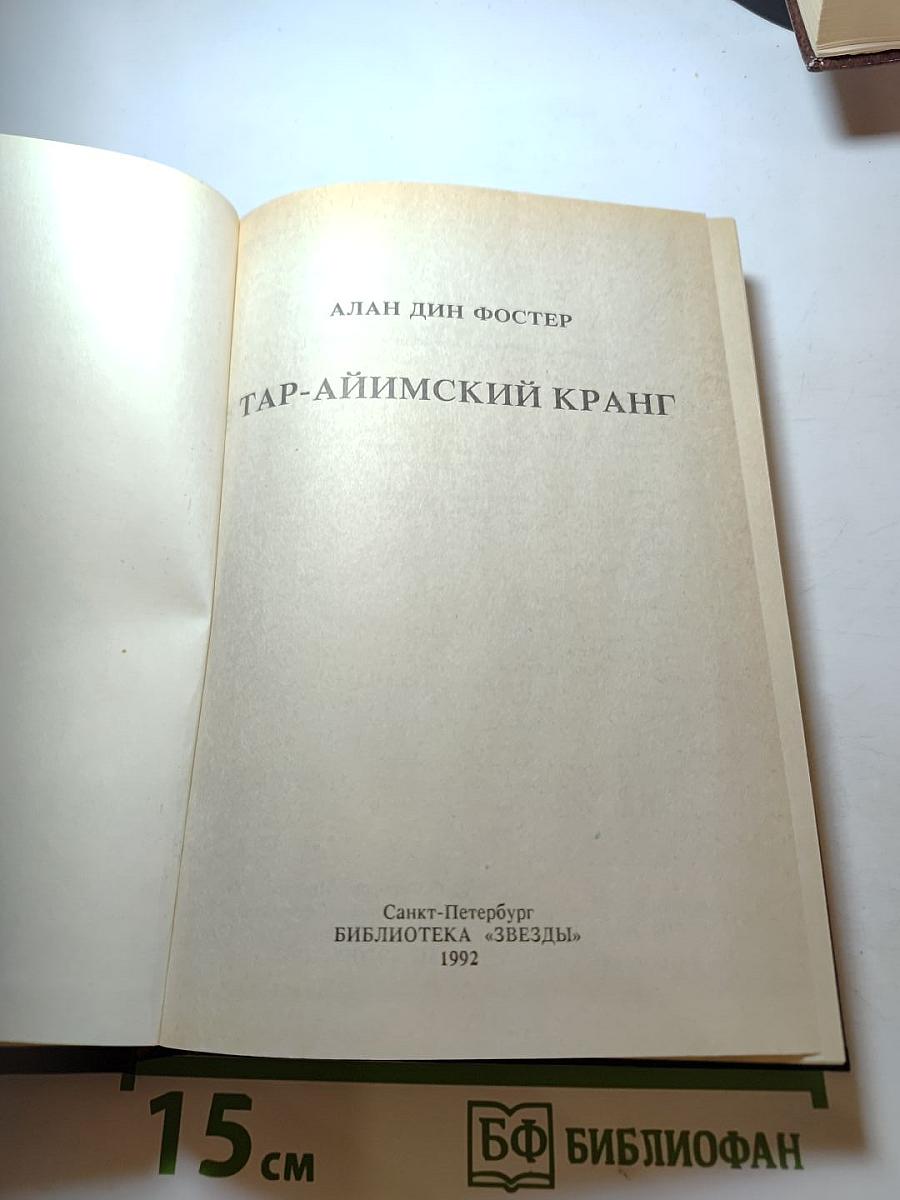 АЛАН ДИН ФОСТЕР
ТАР-АЙИМСКИЙ КРАНГ
Санкт-Петербург
БИБЛИОТЕКА «ЗВЕЗДЫ»
1992
15 см
БФ БИБЛИОФАН